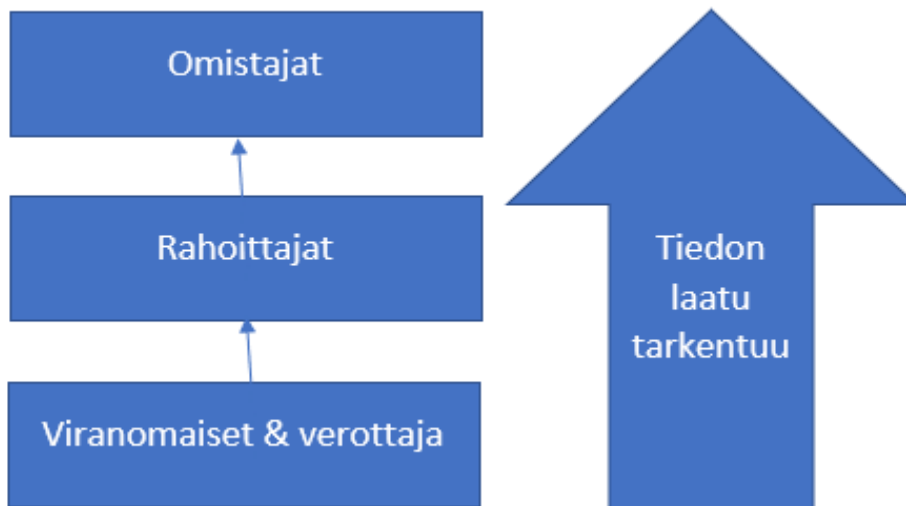 Omistajat
Rahoittajat
Viranomaiset & verottaja
Tiedon
laatu
tarkentuu